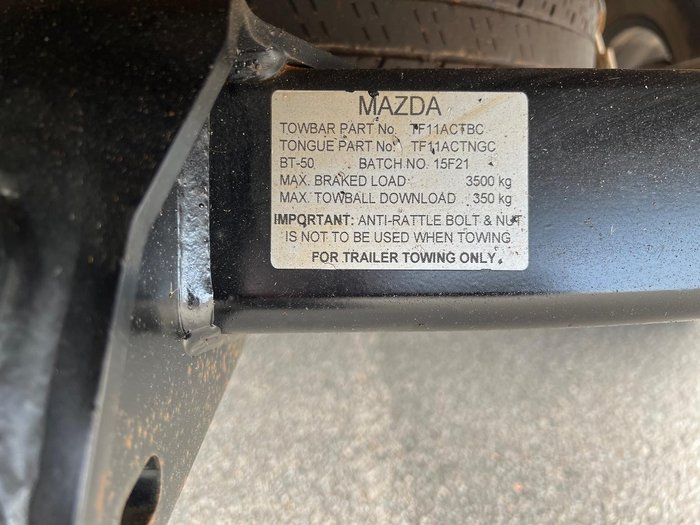 MAZDA
TOWBAR PART No. TF11ACTBC
TONGUE PART No. TF11ACTNGC
BT-50 BATCH NO. 15F21
MAX. BRAKED LOAD 3500 kg
MAX. TOWBALL DOWNLOAD 350 kg
IMPORTANT: ANTI-RATTLE BOLT & NUT
IS NOT TO BE USED WHEN TOWING
FOR TRAILER TOWING ONLY